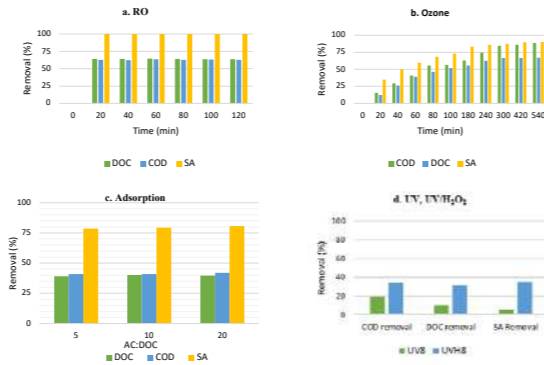 a. RO
Removal (%)
100
75
50
25
0
0 20 40 60 80 100 120
Time (min)
DOC COD SA
b. Ozone
Removal (%)
100
75
50
25
0
0 20 40 60 80 100 180 240 300 420 540
Time (min)
COD DOC SA
c. Adsorption
Removal (%)
100
75
50
25
0
5 10 20
AC:DOC
DOC COD SA
d. UV, UV/H₂O₂
Removal (%)
100
80
60
40
20
0
COD removal DOC removal SA Removal
UV8 UVH8